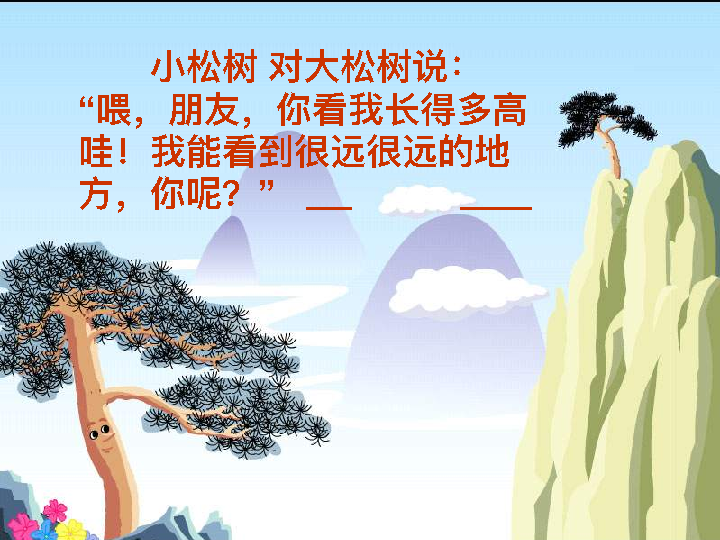 小松树 对大松树说：
“喂，朋友，你看我长得多高
哇！我能看到很远很远的地
方，你呢？” __ ____